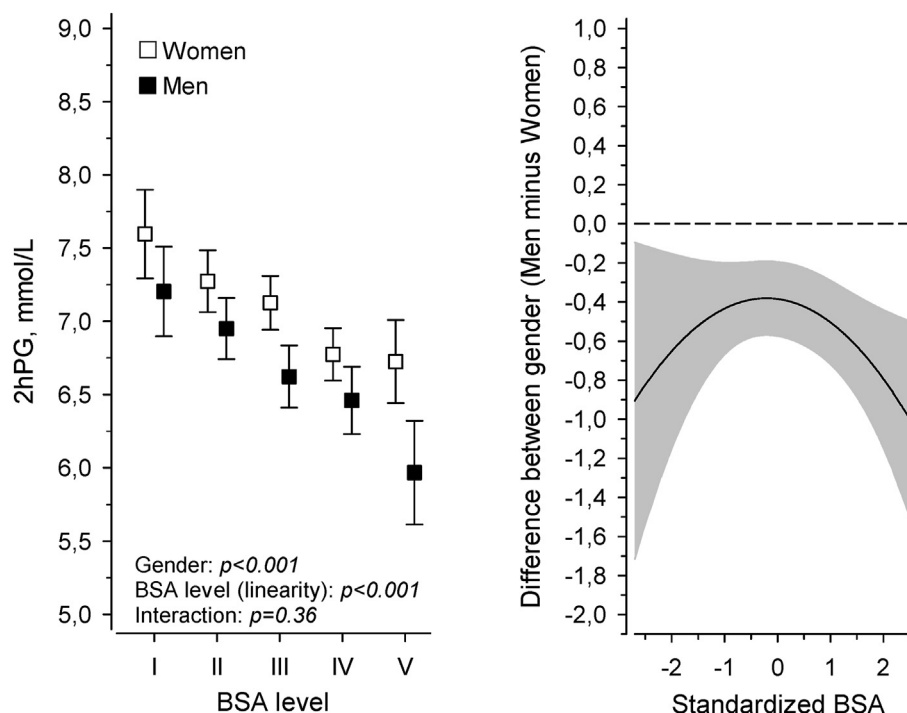 Women
Men
2hPG, mmol/L
9,0
8,5
8,0
7,5
7,0
6,5
6,0
5,5
5,0
Gender: p<0.001
BSA level (linearity): p<0.001
Interaction: p=0.36
I II III IV V
BSA level
Difference between gender (Men minus Women)
1,0
0,8
0,6
0,4
0,2
0,0
-0,2
-0,4
-0,6
-0,8
-1,0
-1,2
-1,4
-1,6
-1,8
-2,0
-2 -1 0 1 2
Standardized BSA